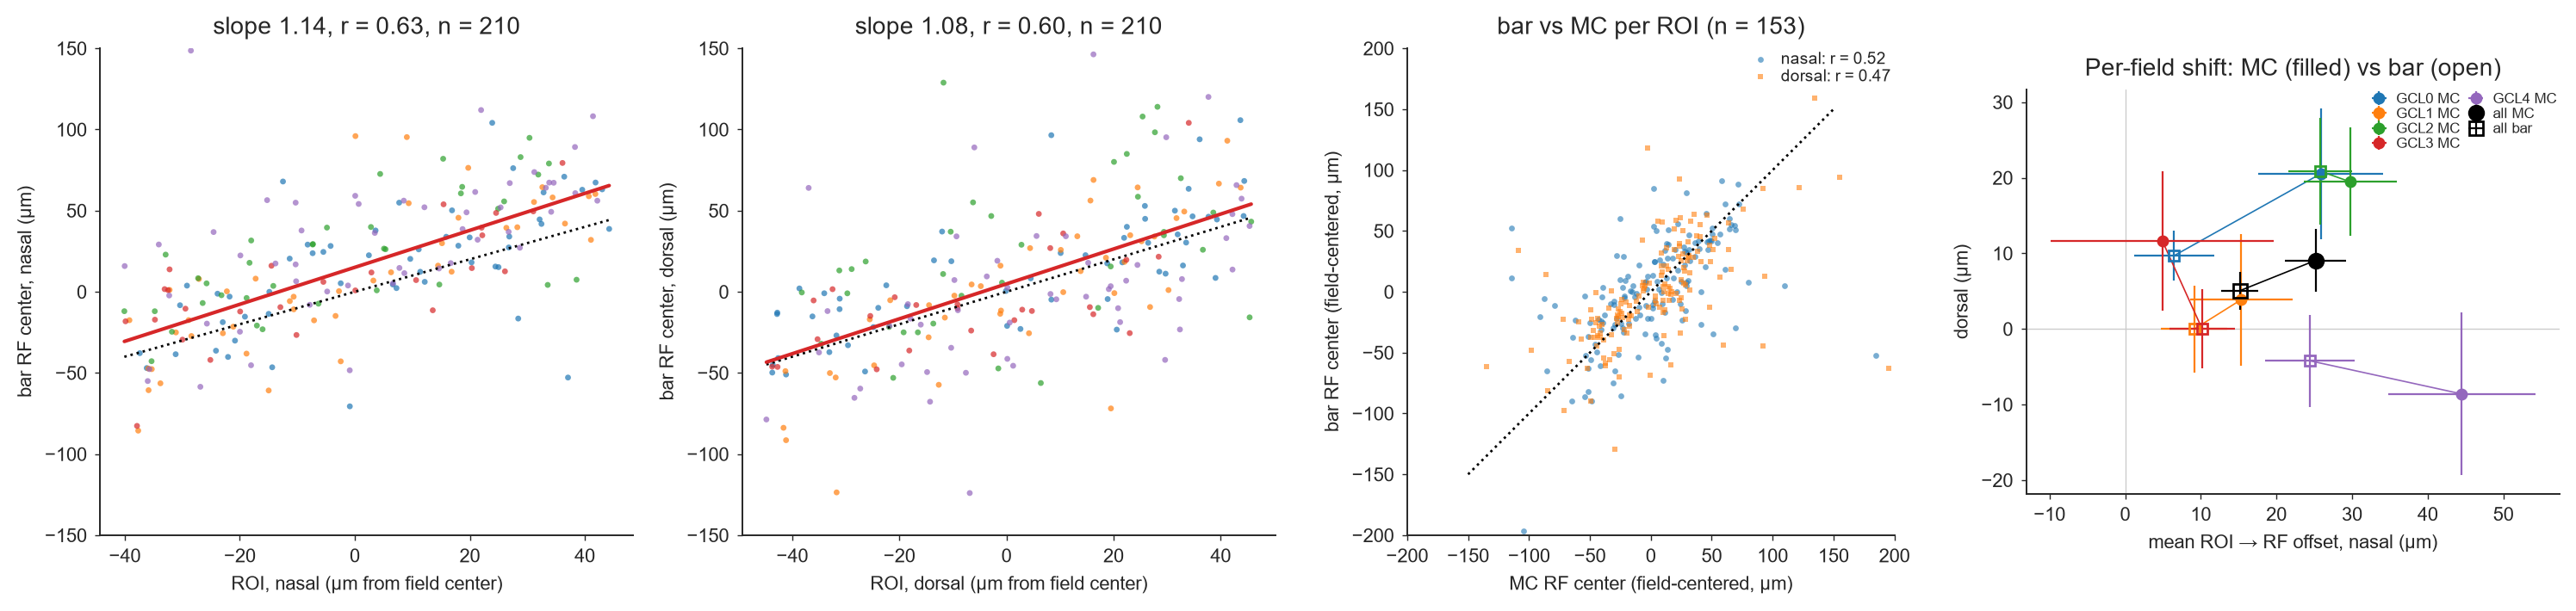 slope 1.14, r = 0.63, n = 210
150
100
50
0
−50
−100
−150
bar RF center, nasal (µm)
−40
−20
0
20
40
ROI, nasal (µm from field center)
slope 1.08, r = 0.60, n = 210
150
100
50
0
−50
−100
−150
bar RF center, dorsal (µm)
−40
−20
0
20
40
ROI, dorsal (µm from field center)
bar vs MC per ROI (n = 153)
nasal: r = 0.52
dorsal: r = 0.47
200
150
100
50
0
−50
−100
−150
−200
bar RF center (field-centered, µm)
−200
−150
−100
−50
0
50
100
150
200
MC RF center (field-centered, µm)
Per-field shift: MC (filled) vs bar (open)
GCL0 MC
GCL1 MC
GCL2 MC
GCL3 MC
GCL4 MC
all MC
all bar
30
20
10
0
−10
−20
dorsal (µm)
−10
0
10
20
30
40
50
mean ROI → RF offset, nasal (µm)